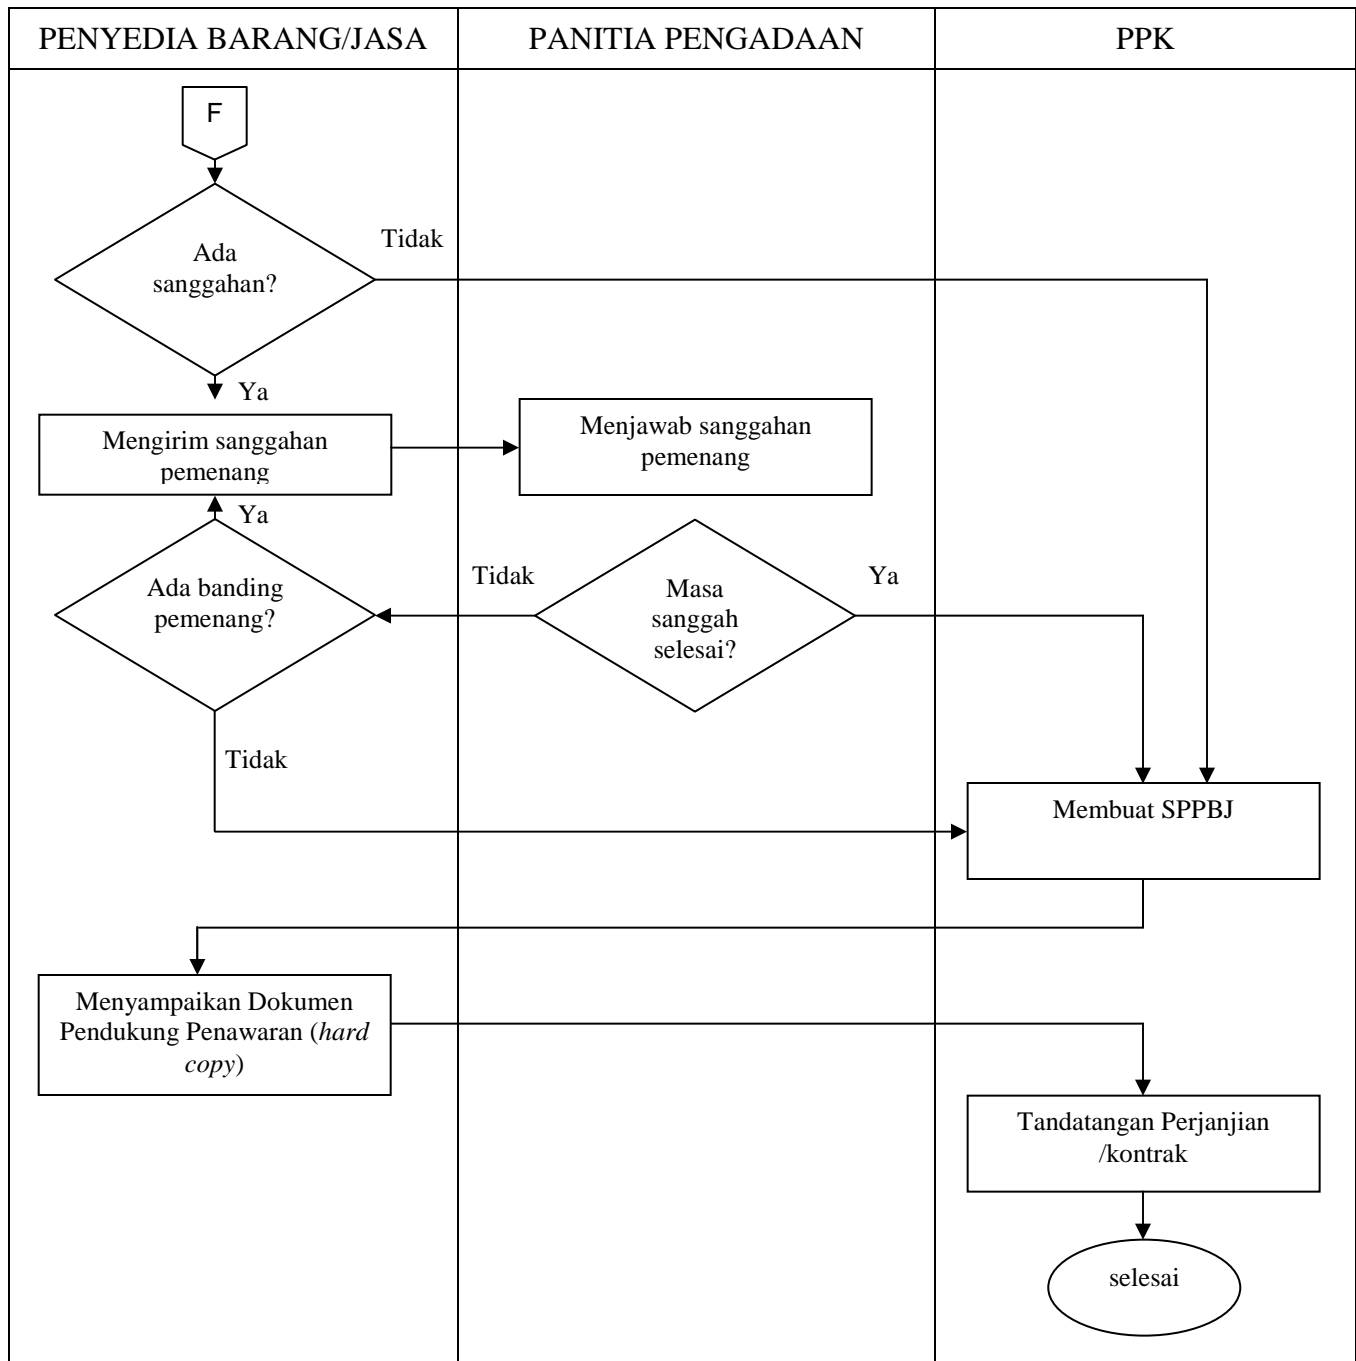 PENYEDIA BARANG/JASA
PANITIA PENGADAAN
PPK
F
Ada
sanggahan?
Tidak
Ya
Mengirim sanggahan
pemenang
Menjawab sanggahan
pemenang
Ya
Ada banding
pemenang?
Tidak
Masa
sanggah
selesai?
Ya
Tidak
Membuat SPPBJ
Menyampaikan Dokumen
Pendukung Penawaran (hard
copy)
Tandatangan Perjanjian
/kontrak
selesai